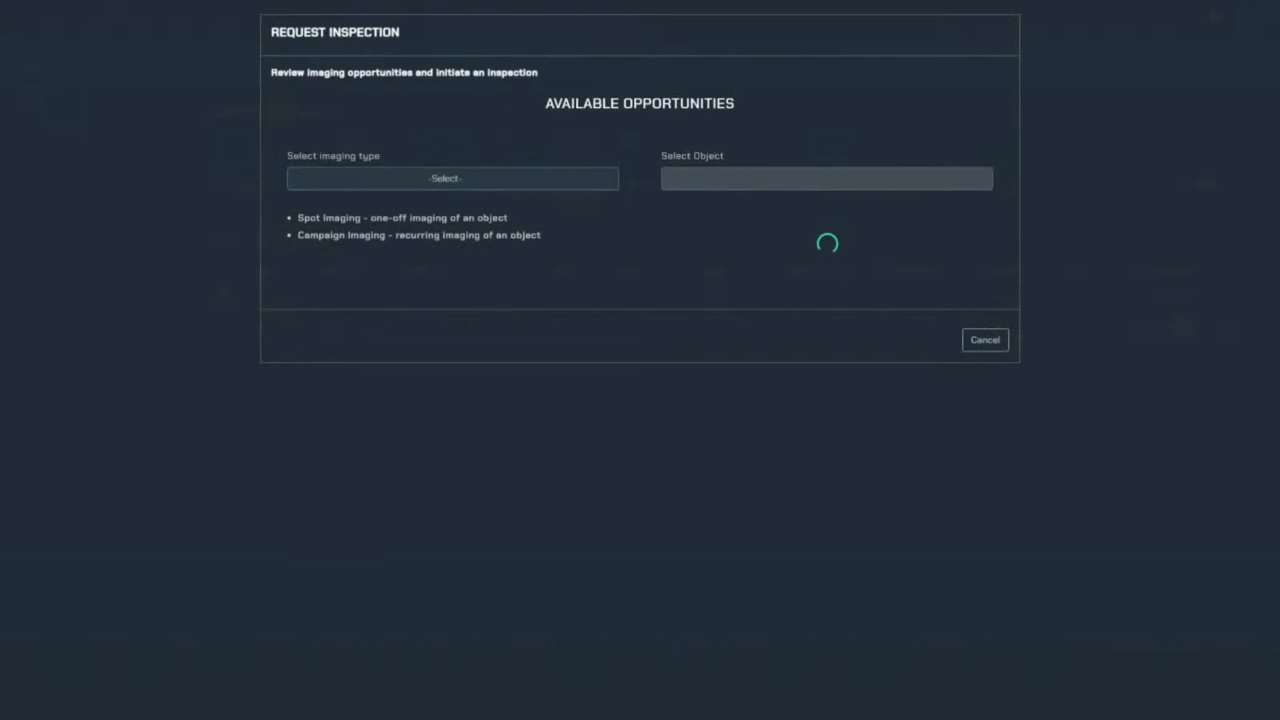 REQUEST INSPECTION
Review imaging opportunities and initiate an inspection
AVAILABLE OPPORTUNITIES
Select imaging type
Select Object
-Select-
• Spot Imaging - one-off imaging of an object
• Campaign Imaging - recurring imaging of an object
Cancel